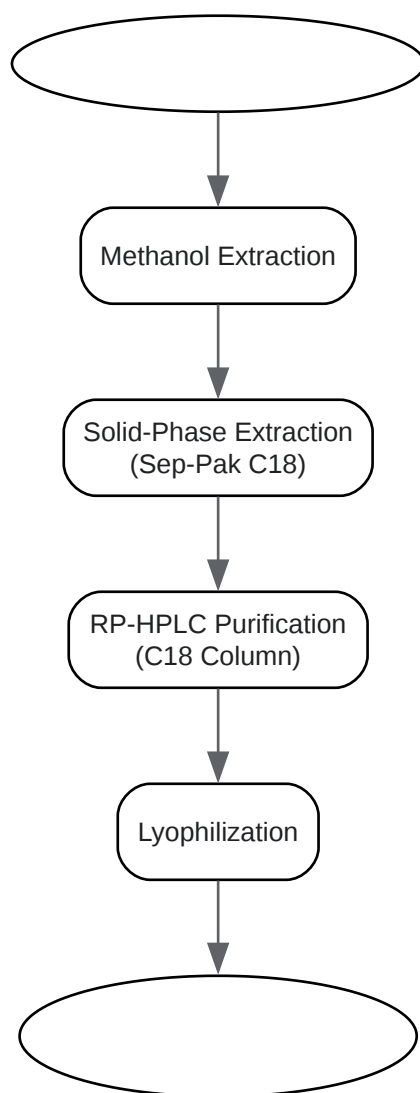 Methanol Extraction
Solid-Phase Extraction
(Sep-Pak C18)
RP-HPLC Purification
(C18 Column)
Lyophilization